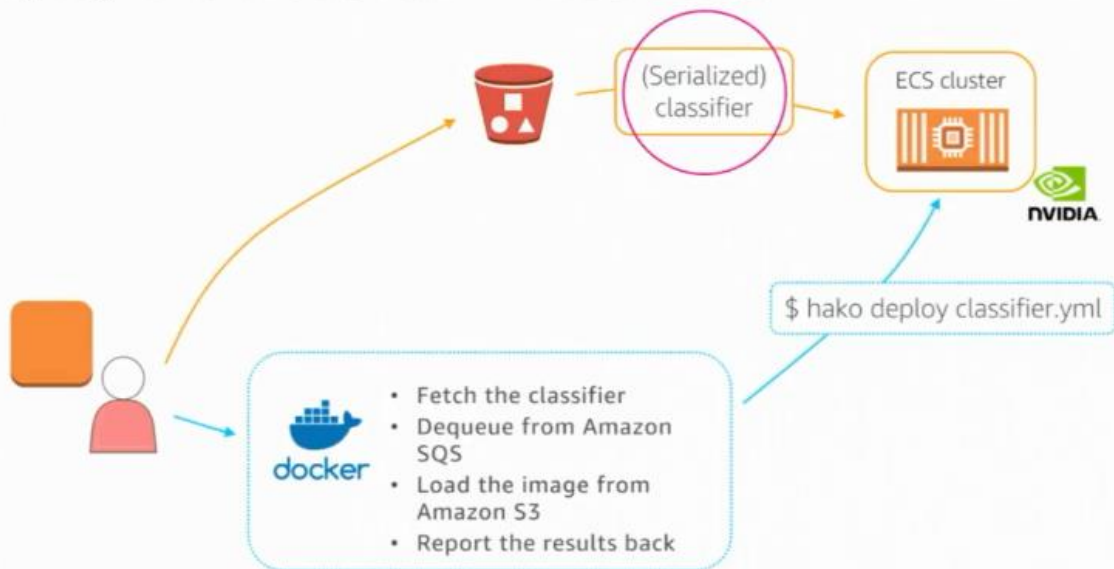 (Serialized)
classifier
ECS cluster
NVIDIA
$ hako deploy classifier.yml
docker
• Fetch the classifier
• Dequeue from Amazon
SQS
• Load the image from
Amazon S3
• Report the results back